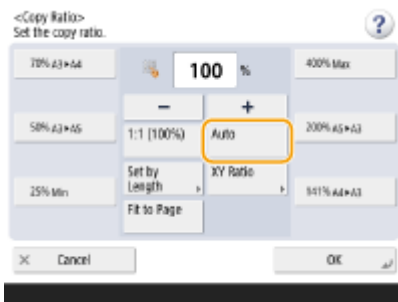 <Copy Ratio>
Set the copy ratio.
?
70% A3►A4
100 %
400% Max
−
+
50% A3►A5
1:1 (100%)
Auto
200% A5►A3
Set by
Length
XY Ratio
25% Min
141% A4►A3
Fit to Page
× Cancel
OK